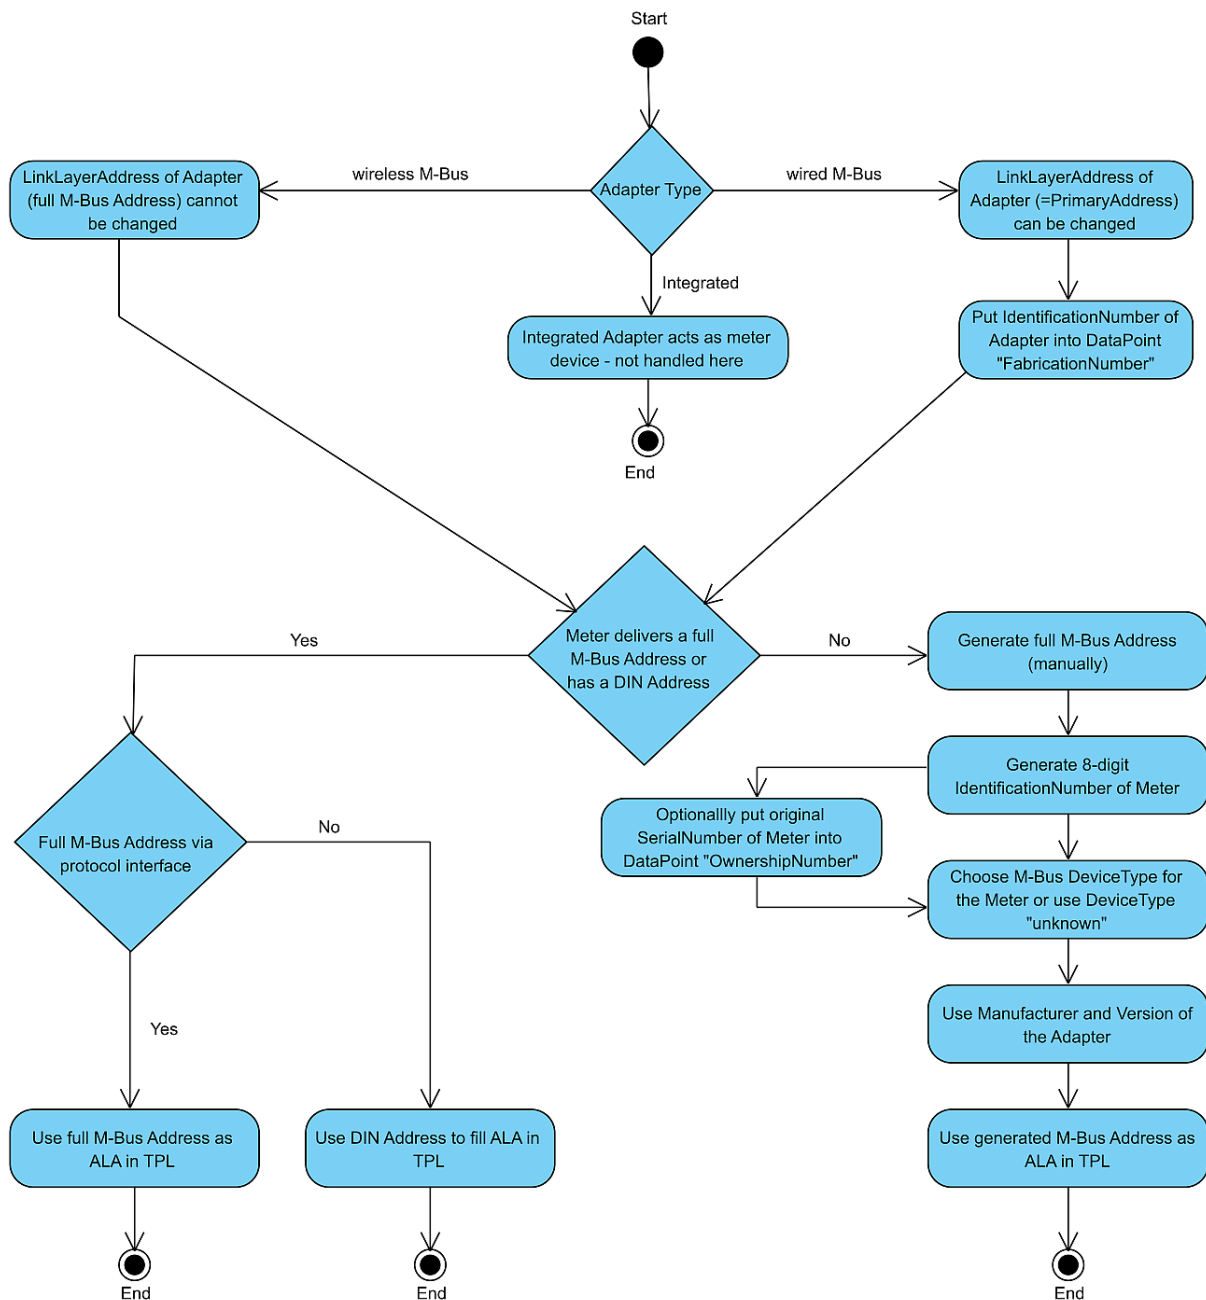 Start
Adapter Type
wireless M-Bus
wired M-Bus
Integrated
LinkLayerAddress of Adapter
(full M-Bus Address) cannot
be changed
LinkLayerAddress of
Adapter (=PrimaryAddress)
can be changed
Integrated Adapter acts as meter
device - not handled here
End
Put IdentificationNumber of
Adapter into DataPoint
"FabricationNumber"
Meter delivers a full
M-Bus Address or
has a DIN Address
Yes
No
Generate full M-Bus Address
(manually)
Generate 8-digit
IdentificationNumber of Meter
Optionallly put original
SerialNumber of Meter into
DataPoint "OwnershipNumber"
Choose M-Bus DeviceType for
the Meter or use DeviceType
"unknown"
Use Manufacturer and Version of
the Adapter
Use generated M-Bus Address as
ALA in TPL
End
Full M-Bus Address via
protocol interface
No
Yes
Use full M-Bus Address as
ALA in TPL
End
Use DIN Address to fill ALA in
TPL
End